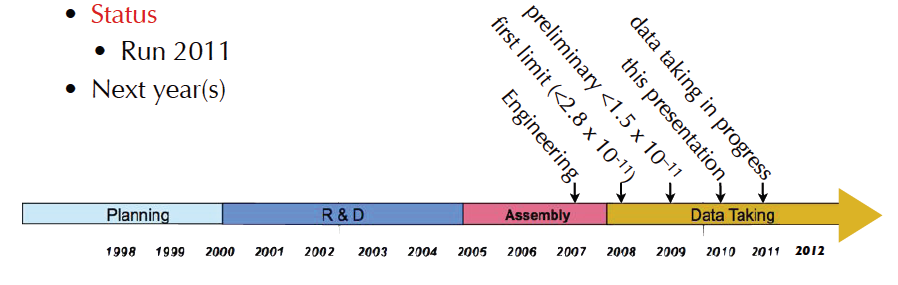 • Status
• Run 2011
• Next year(s)
Engineering
first limit (<2.8 x 10⁻¹¹)
preliminary <1.5 x 10⁻¹¹
this presentation
data taking in progress
Planning
R & D
Assembly
Data Taking
1998 1999 2000 2001 2002 2003 2004 2005 2006 2007 2008 2009 2010 2011 2012